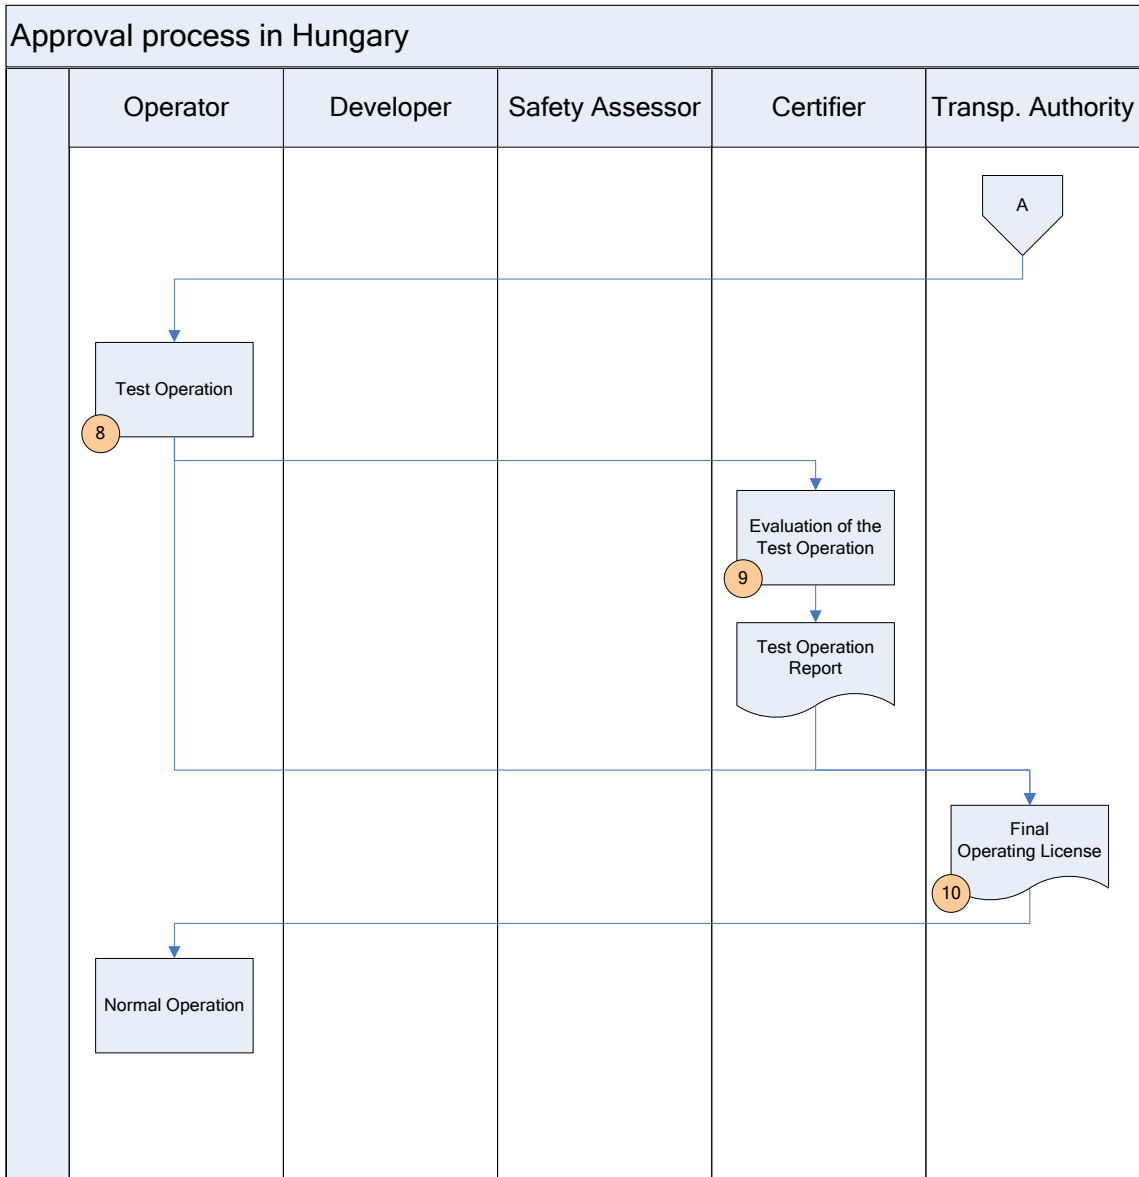 Approval process in Hungary
Operator
Developer
Safety Assessor
Certifier
Transp. Authority
A
Test Operation
8
Evaluation of the
Test Operation
9
Test Operation
Report
Final
Operating License
10
Normal Operation